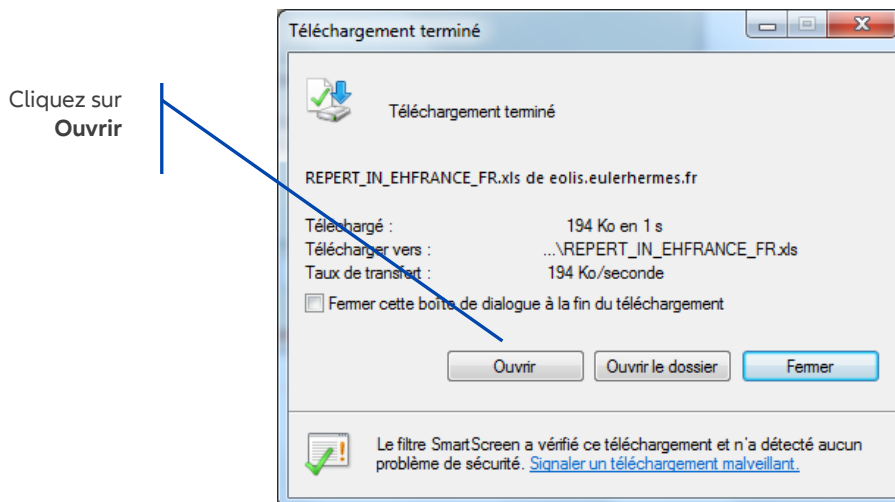 Téléchargement terminé
Cliquez sur
Ouvrir
Téléchargement terminé
REPERT_IN_EHFRANCE_FR.xls de eolis.eulerhermes.fr
Téléchargé : 194 Ko en 1 s
Télécharger vers : ...\REPERT_IN_EHFRANCE_FR.xls
Taux de transfert : 194 Ko/seconde
Fermer cette boîte de dialogue à la fin du téléchargement
Ouvrir Ouvrir le dossier Fermer
Le filtre SmartScreen a vérifié ce téléchargement et n'a détecté aucun
problème de sécurité. Signaler un téléchargement malveillant.